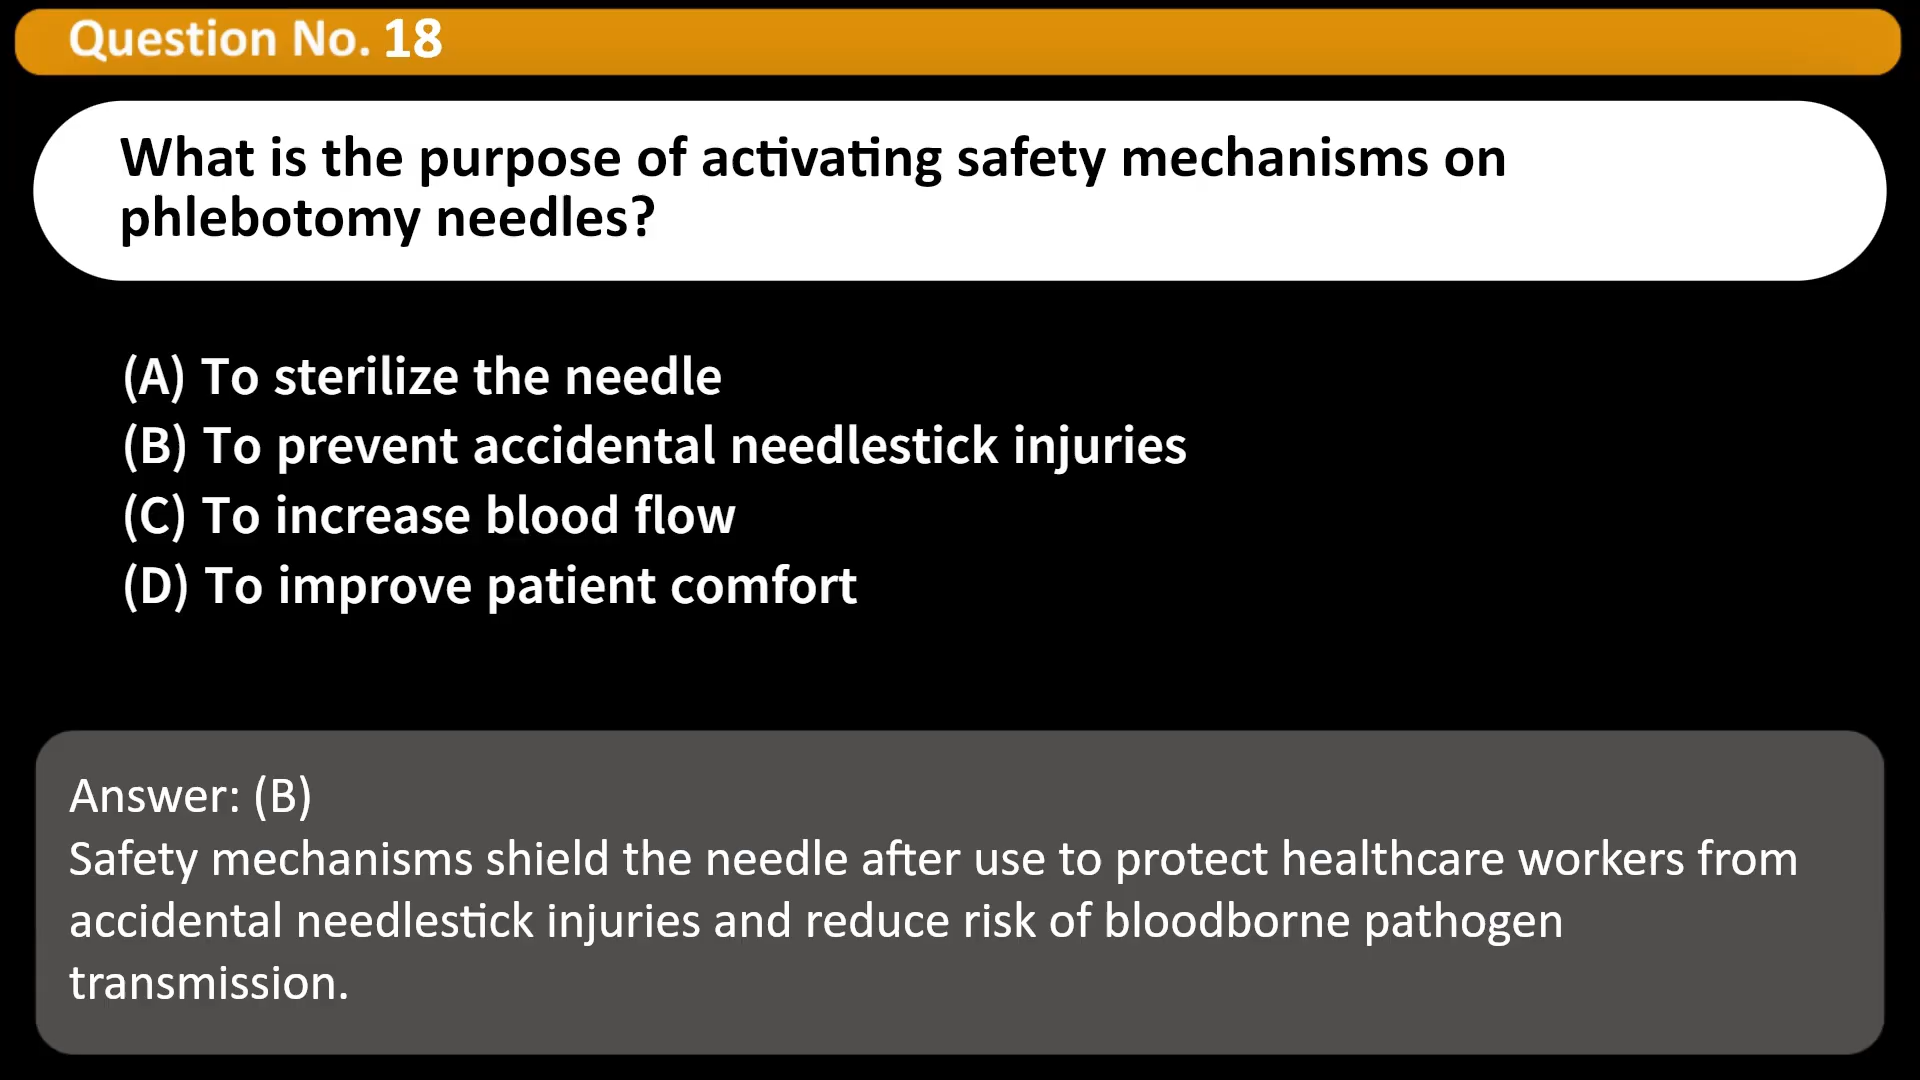 Question No. 18
What is the purpose of activating safety mechanisms on
phlebotomy needles?
(A) To sterilize the needle
(B) To prevent accidental needlestick injuries
(C) To increase blood flow
(D) To improve patient comfort
Answer: (B)
Safety mechanisms shield the needle after use to protect healthcare workers from
accidental needlestick injuries and reduce risk of bloodborne pathogen
transmission.